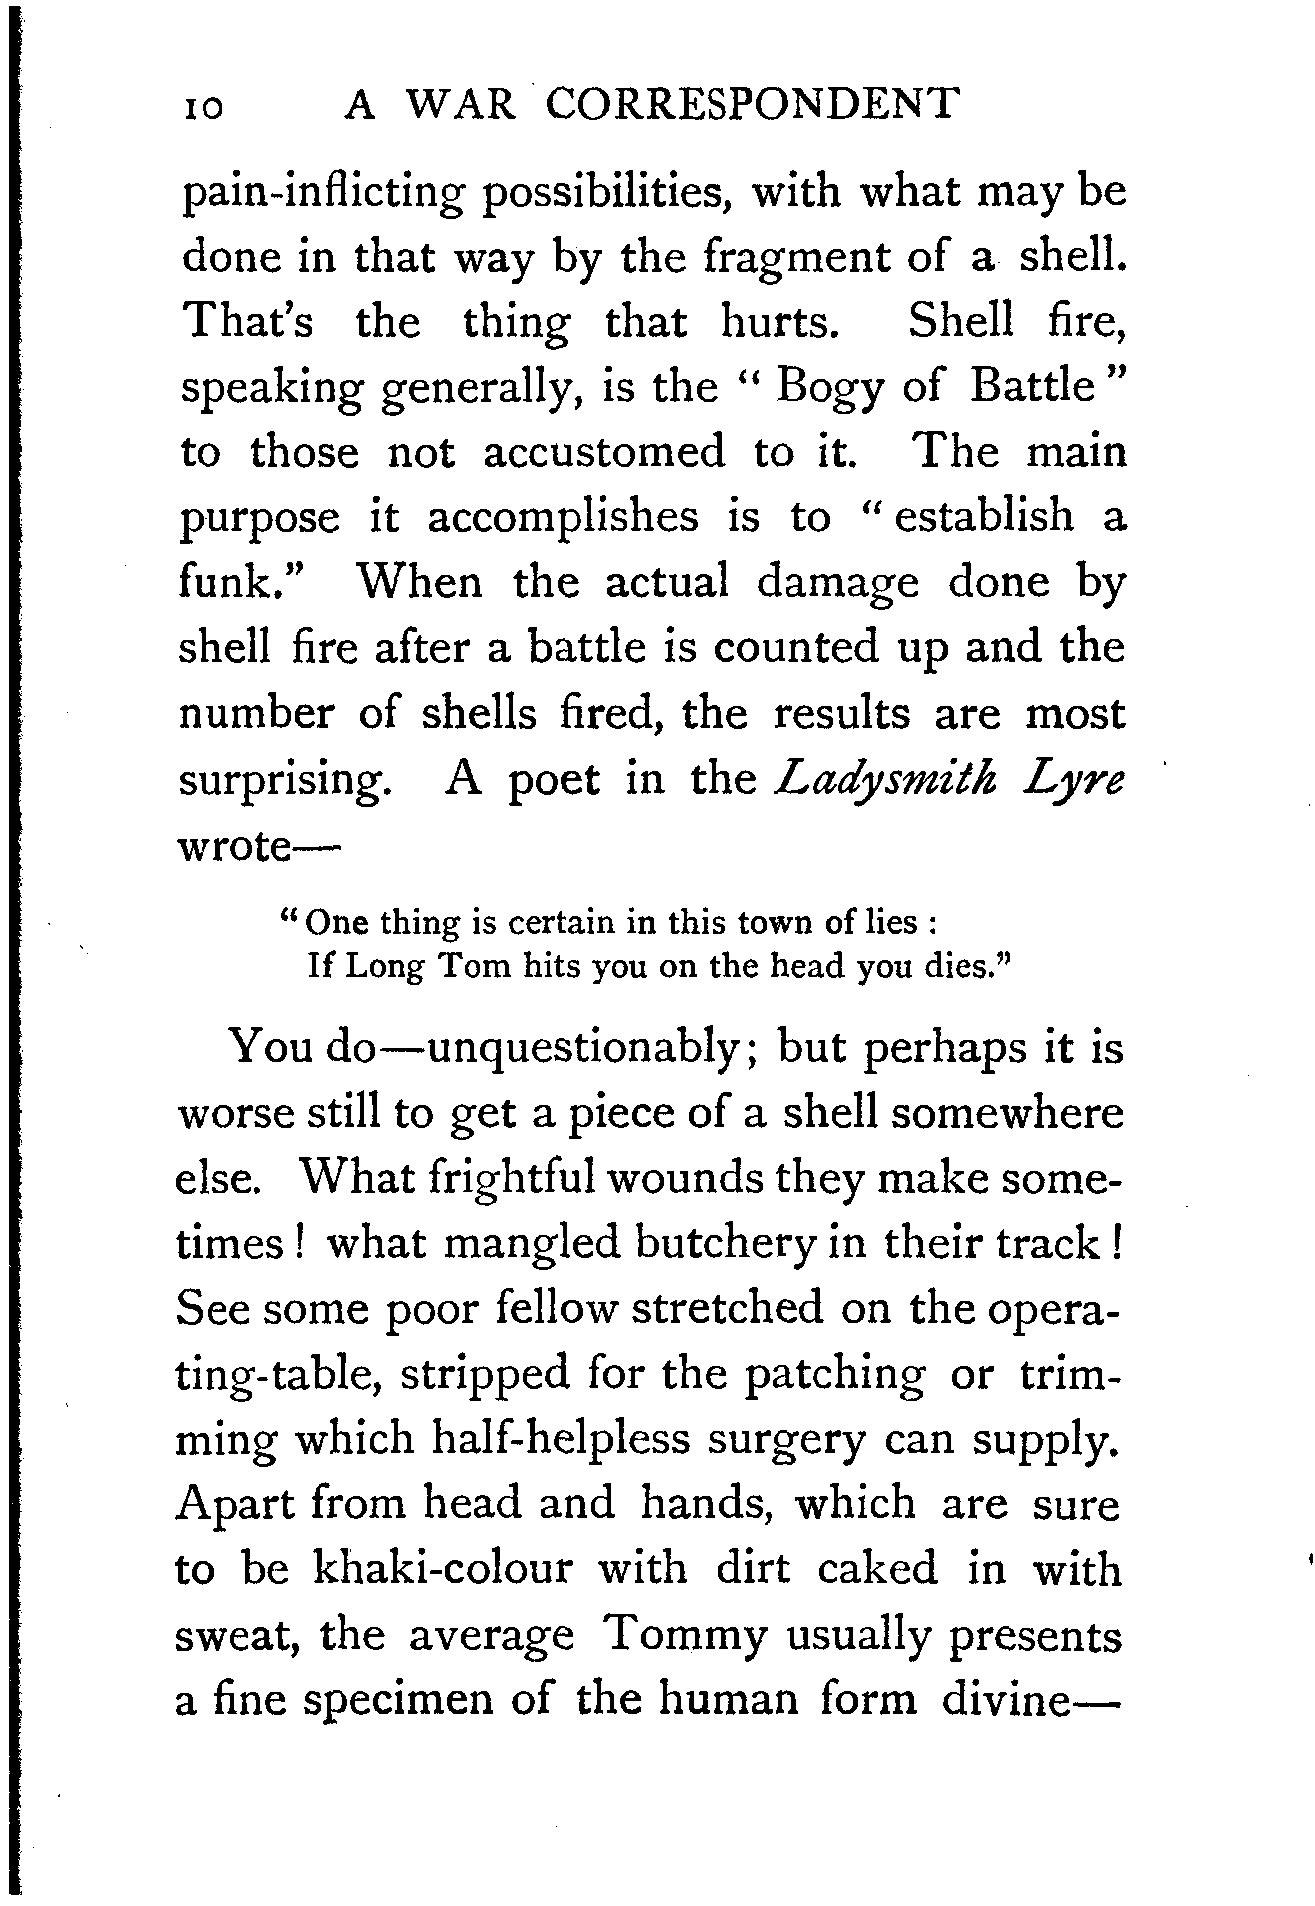 10 A WAR CORRESPONDENT
pain-inflicting possibilities, with what may be
done in that way by the fragment of a shell.
That's the thing that hurts. Shell fire,
speaking generally, is the “ Bogy of Battle ”
to those not accustomed to it. The main
purpose it accomplishes is to “ establish a
funk.” When the actual damage done by
shell fire after a battle is counted up and the
number of shells fired, the results are most
surprising. A poet in the Ladysmith Lyre
wrote—
“ One thing is certain in this town of lies :
If Long Tom hits you on the head you dies.”
You do—unquestionably; but perhaps it is
worse still to get a piece of a shell somewhere
else. What frightful wounds they make some-
times ! what mangled butchery in their track !
See some poor fellow stretched on the opera-
ting-table, stripped for the patching or trim-
ming which half-helpless surgery can supply.
Apart from head and hands, which are sure
to be khaki-colour with dirt caked in with
sweat, the average Tommy usually presents
a fine specimen of the human form divine—